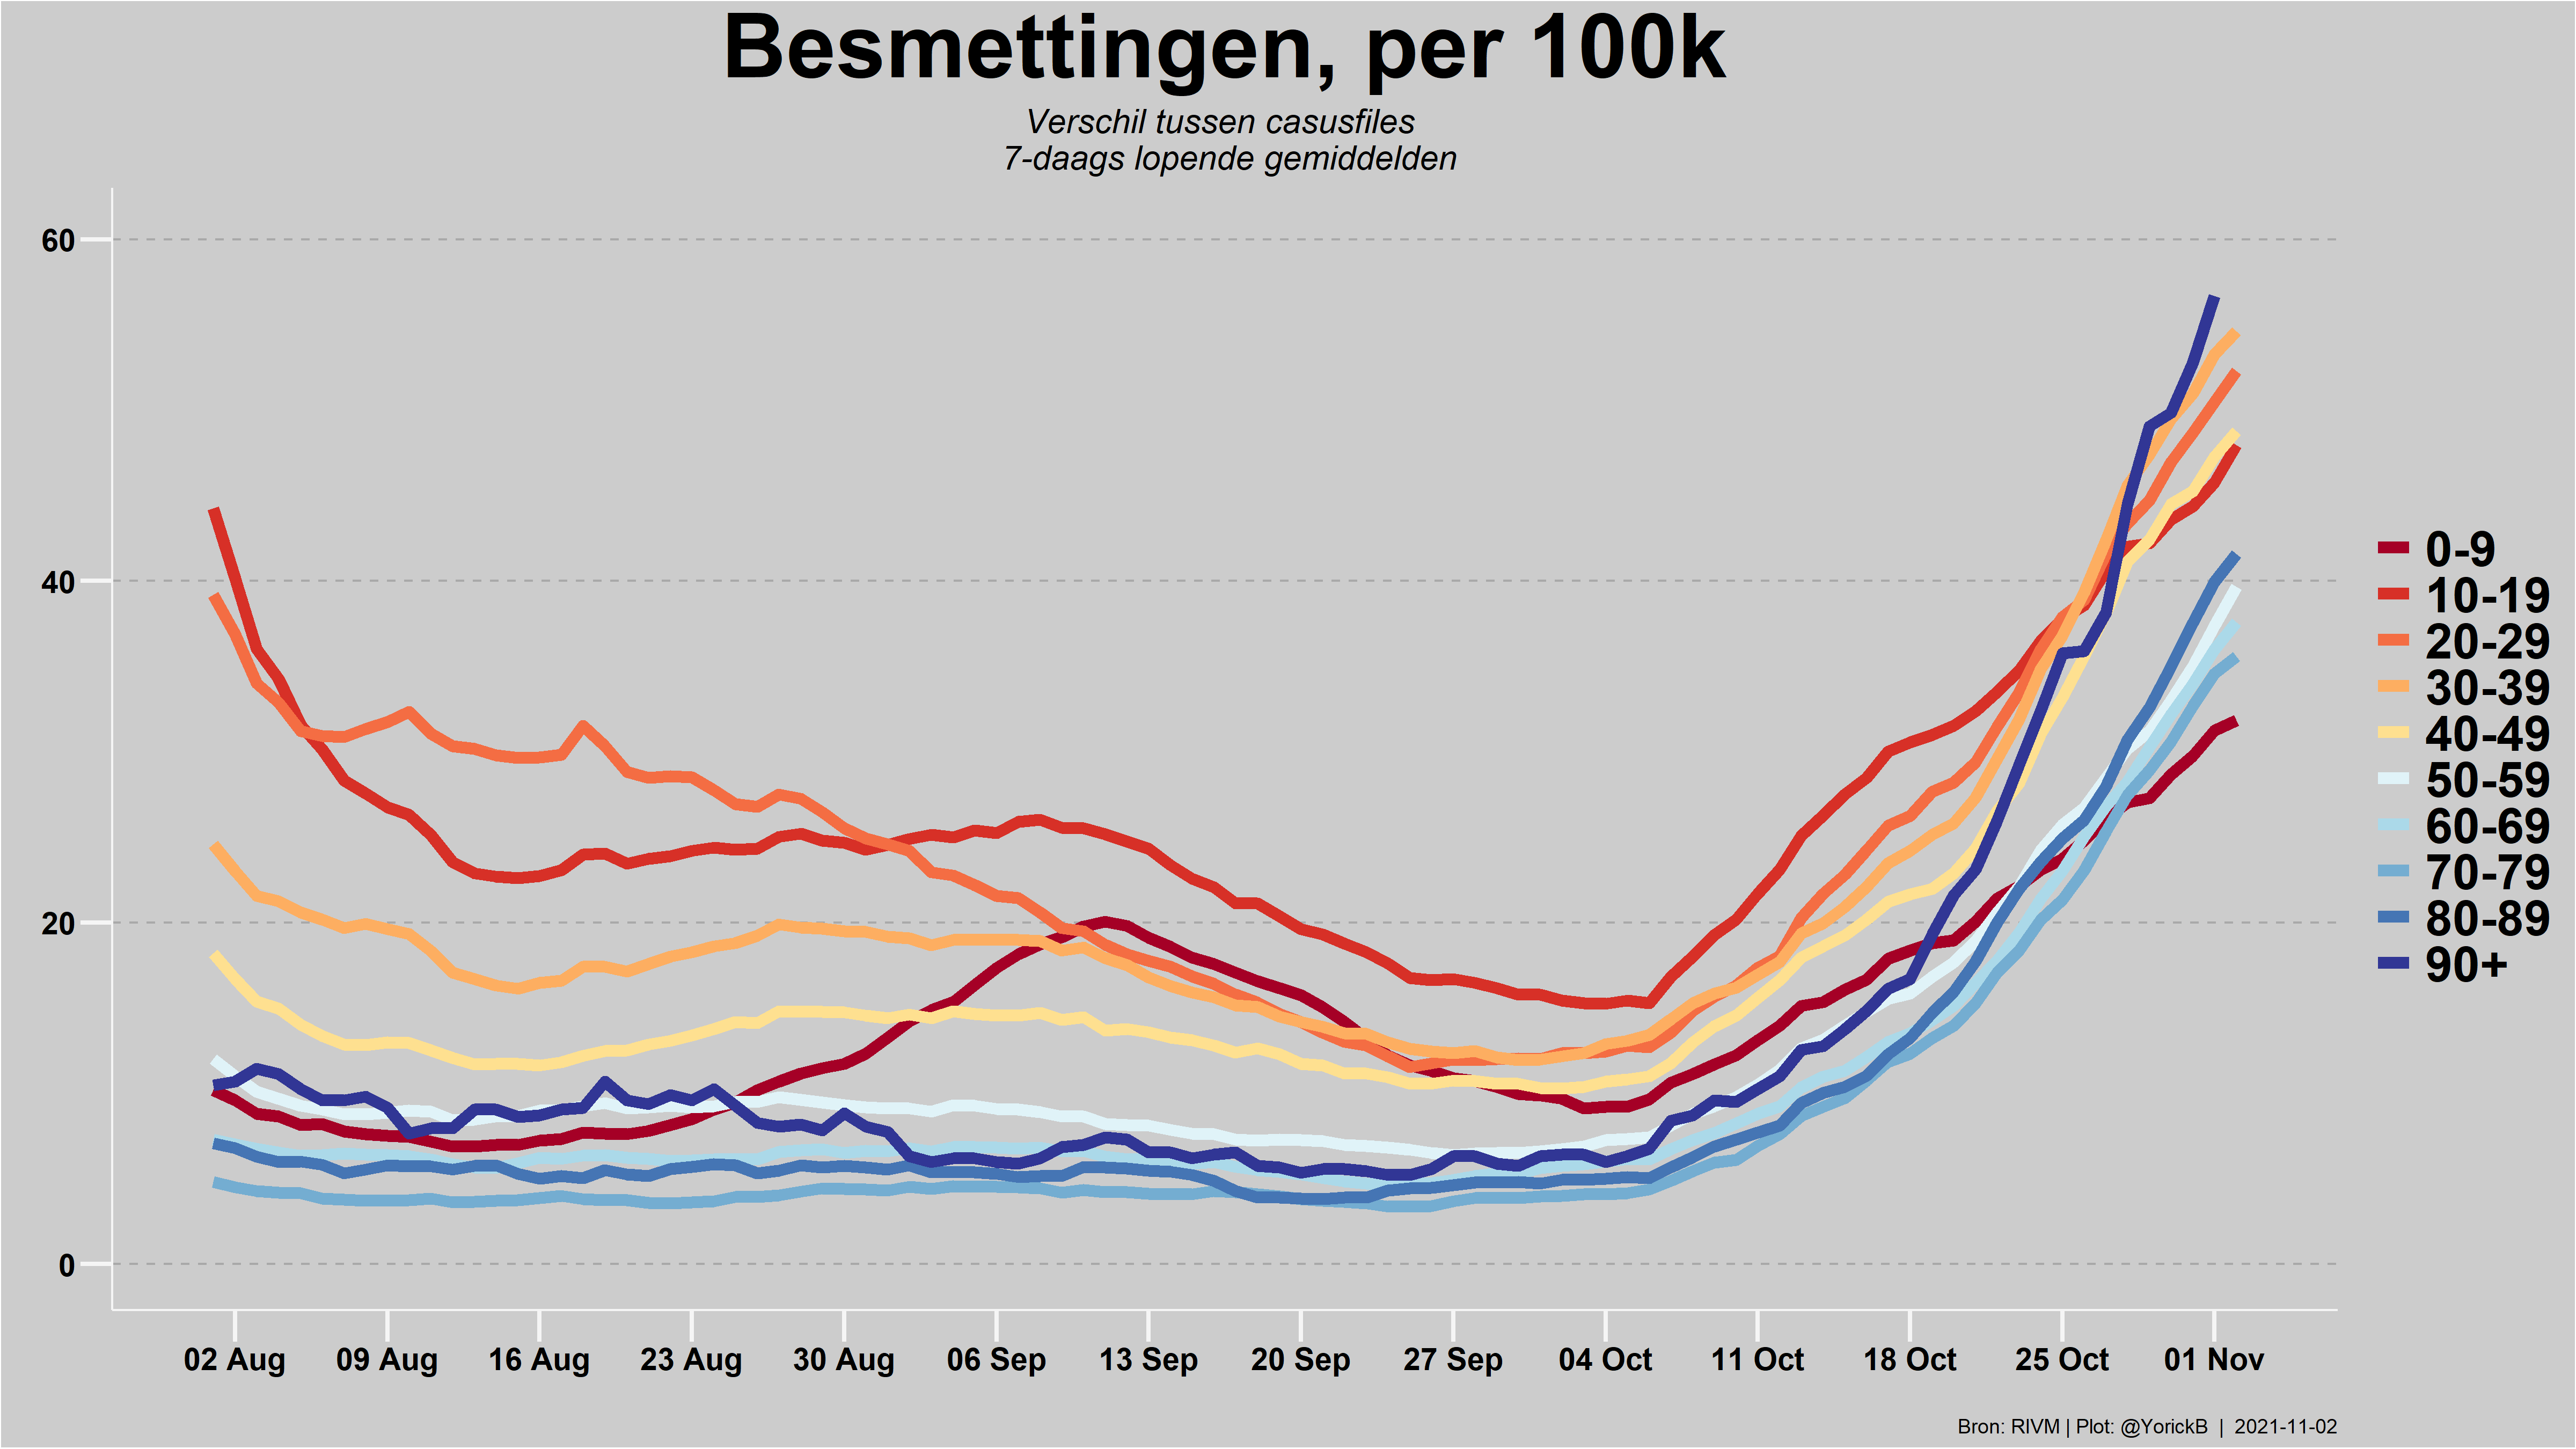 Besmettingen, per 100k
Verschil tussen casusfiles
7-daags lopende gemiddelden
60
40
20
0
02 Aug
09 Aug
16 Aug
23 Aug
30 Aug
06 Sep
13 Sep
20 Sep
27 Sep
04 Oct
11 Oct
18 Oct
25 Oct
01 Nov
0-9
10-19
20-29
30-39
40-49
50-59
60-69
70-79
80-89
90+
Bron: RIVM | Plot: @YorickB | 2021-11-02